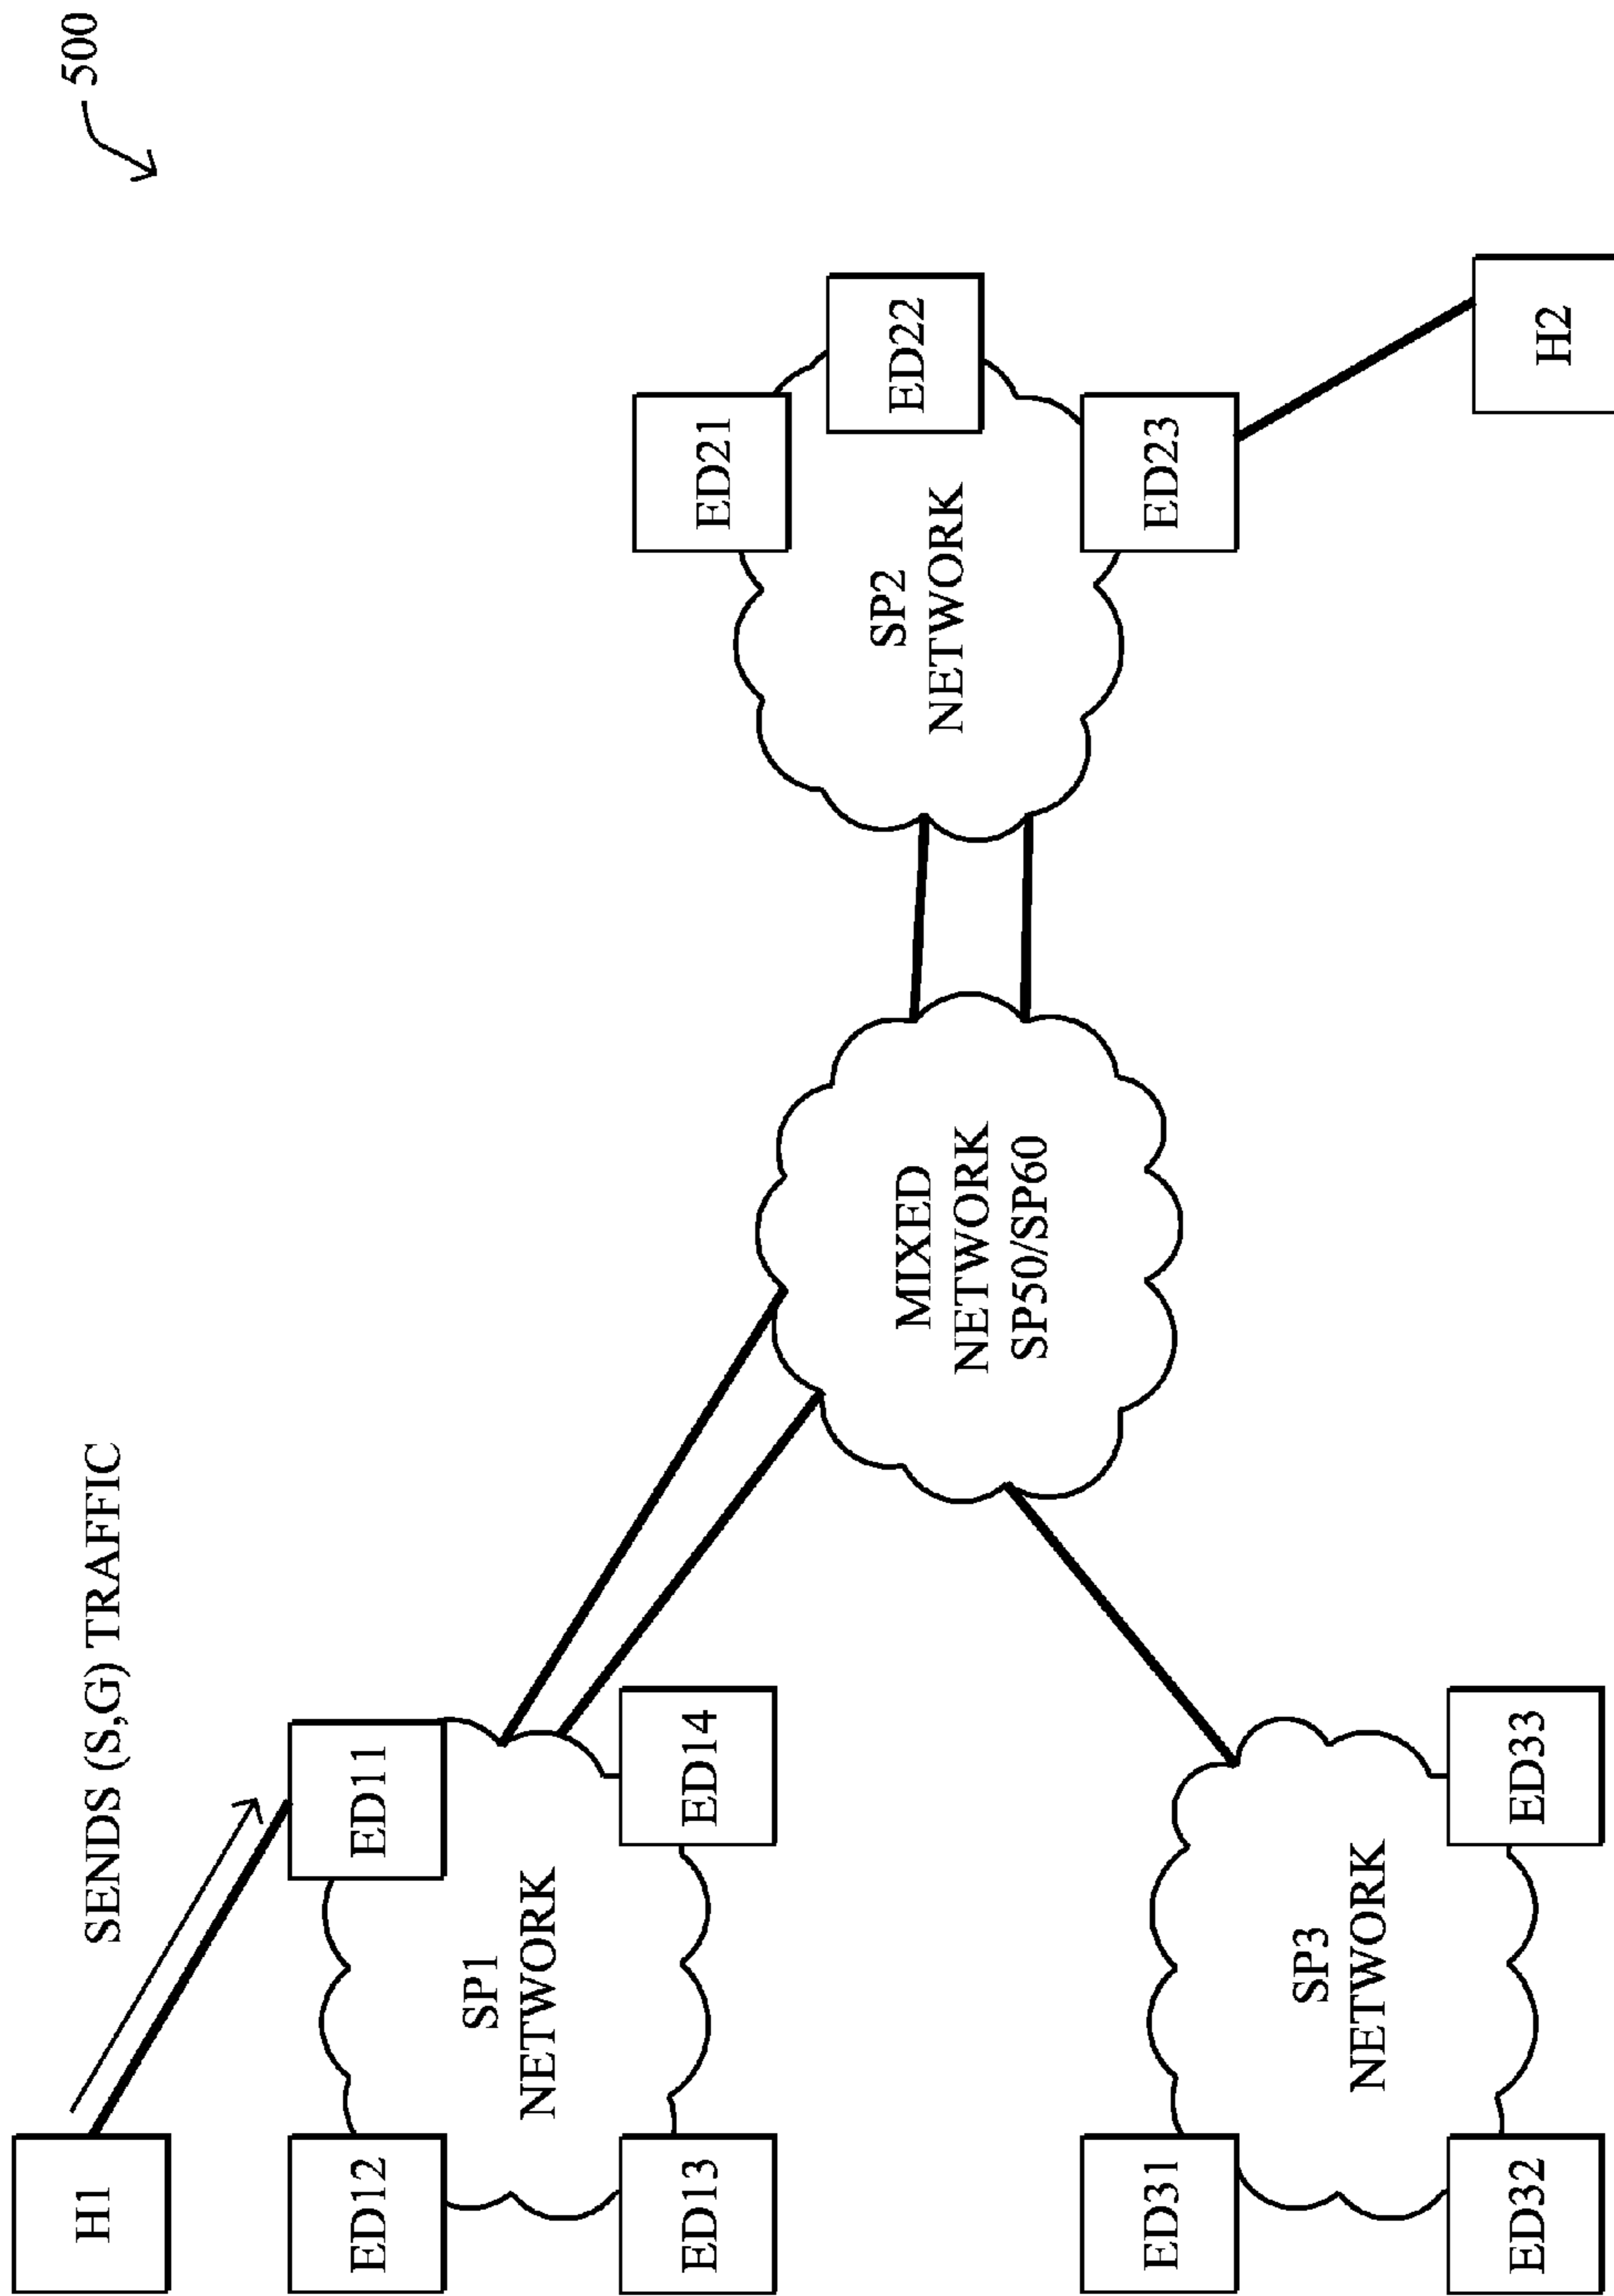 500
SENDS (S,G) TRAFFIC
H1
ED11
ED12
SP1
NETWORK
ED13
ED14
ED21
ED22
SP2
NETWORK
ED23
MIXED
NETWORK
SP50/SP60
H2
ED31
SP3
NETWORK
ED32
ED33